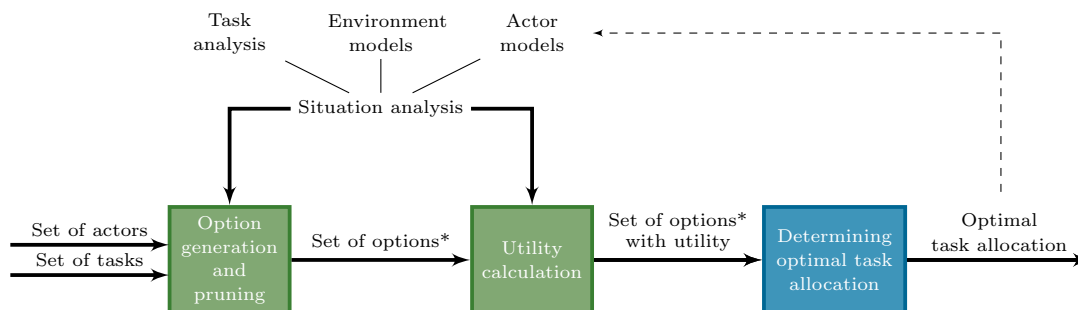 Task
analysis
Environment
models
Actor
models
Situation analysis
Set of actors
Set of tasks
Option
generation
and
pruning
Set of options*
Utility
calculation
Set of options*
with utility
Determining
optimal task
allocation
Optimal
task allocation